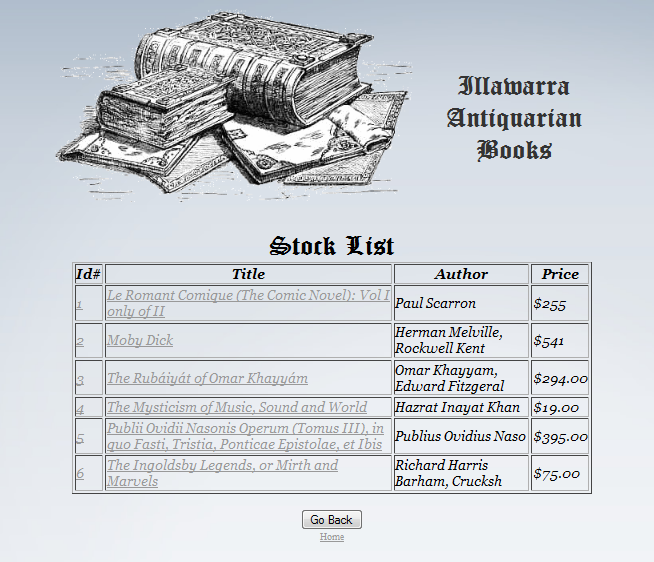 Illawarra
Antiquarian
Books
Stock List
Id# Title Author Price
1 Le Romant Comique (The Comic Novel): Vol I only of II Paul Scarron $255
2 Moby Dick Herman Melville, Rockwell Kent $541
3 The Rubáiyát of Omar Khayyám Omar Khayyam, Edward Fitzgeral $294.00
4 The Mysticism of Music, Sound and World Hazrat Inayat Khan $19.00
5 Publii Ovidii Nasonis Operum (Tomus III), in quo Fasti, Tristia, Ponticae Epistolae, et Ibis Publius Ovidius Naso $395.00
6 The Ingoldsby Legends, or Mirth and Marvels Richard Harris Barham, Crucksh $75.00
Go Back
Home